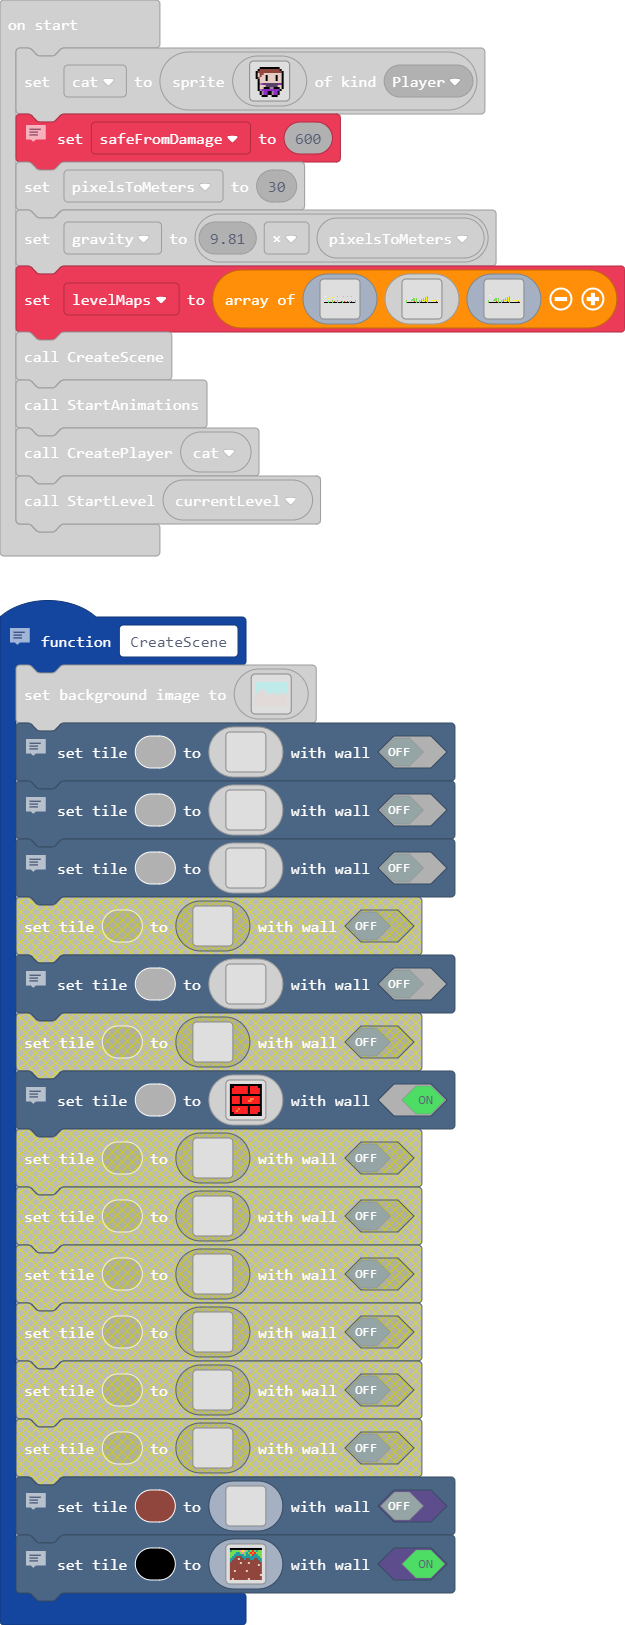 on start
set cat to sprite of kind Player
set safeFromDamage to 600
set pixelsToMeters to 30
set gravity to 9.81 × pixelsToMeters
set levelMaps to array of
call CreateScene
call StartAnimations
call CreatePlayer cat
call StartLevel currentLevel
function CreateScene
set background image to
set tile to with wall OFF
set tile to with wall OFF
set tile to with wall OFF
set tile to with wall OFF
set tile to with wall OFF
set tile to with wall OFF
set tile to with wall ON
set tile to with wall OFF
set tile to with wall OFF
set tile to with wall OFF
set tile to with wall OFF
set tile to with wall OFF
set tile to with wall OFF
set tile to with wall OFF
set tile to with wall ON